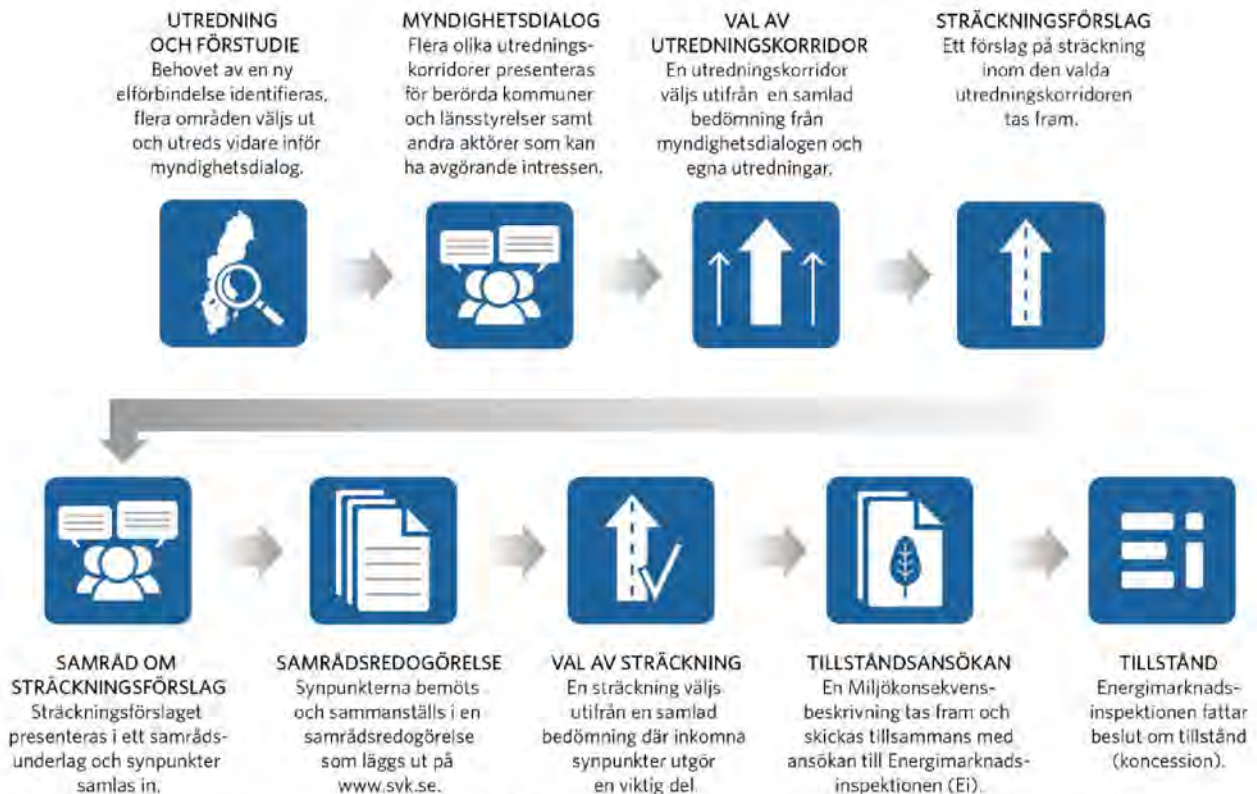 UTREDNING
OCH FÖRSTUDIE
Behovet av en ny
elförbindelse identifieras,
flera områden väljs ut
och utreds vidare inför
myndighetsdialog.
MYNDIGHETSDIALOG
Flera olika utrednings-
korridorer presenteras
för berörda kommuner
och länsstyrelser samt
andra aktörer som kan
ha avgörande intressen.
VAL AV
UTREDNINGSKORRIDOR
En utredningskorridor
väljs utifrån en samlad
bedömning från
myndighetsdialogen och
egna utredningar.
STRÄCKNINGSFÖRSLAG
Ett förslag på sträckning
inom den valda
utredningskorridoren
tas fram.
SAMRÅD OM
STRÄCKNINGSFÖRSLAG
Sträckningsförslaget
presenteras i ett samråds-
underlag och synpunkter
samlas in.
SAMRÅDSREDOGÖRELSE
Synpunkterna bemöts
och sammanställs i en
samrådsredogörelse
som läggs ut på
www.svk.se.
VAL AV STRÄCKNING
En sträckning väljs
utifrån en samlad
bedömning där inkomna
synpunkter utgör
en viktig del
TILLSTÅNDSANSÖKAN
En Miljökonsekvens-
beskrivning tas fram och
skickas tillsammans med
ansökan till Energimarknads-
inspektionen (Ei).
Ei
TILLSTÅND
Energimarknads-
inspektionen fattar
beslut om tillstånd
(koncession).